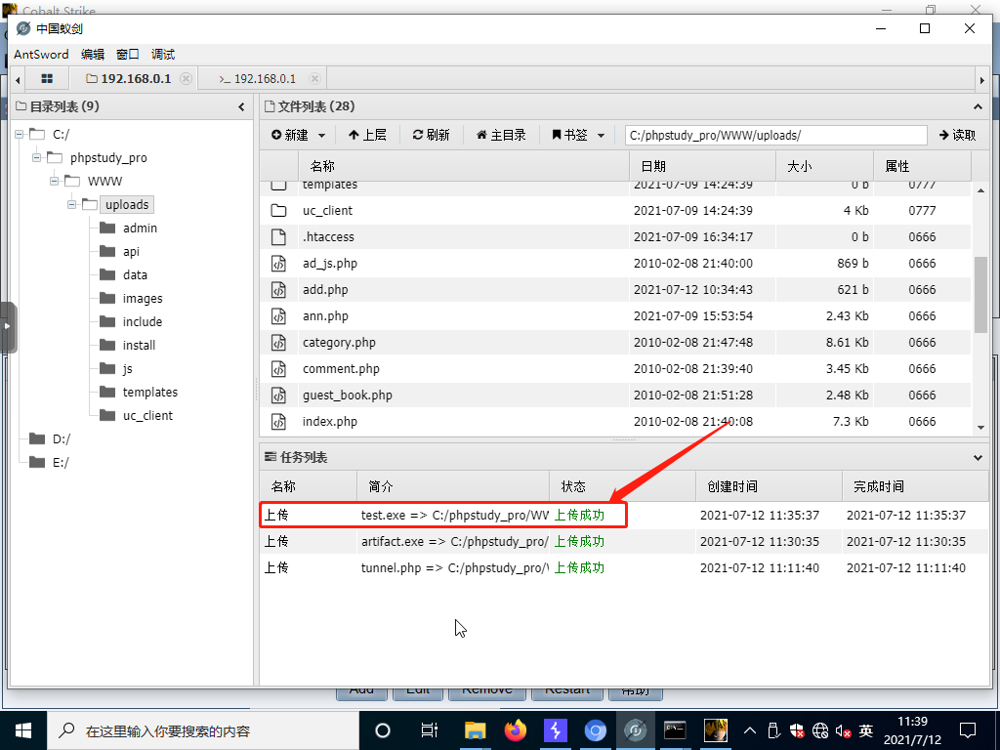 Cobalt Strike
中国蚁剑
AntSword 编辑 窗口 调试
192.168.0.1 >_ 192.168.0.1
目录列表 (9)
C:/
phpstudy_pro
WWW
uploads
admin
api
data
images
include
install
js
templates
uc_client
D:/
E:/
文件列表 (28)
新建 上层 刷新 主目录 书签 C:/phpstudy_pro/WWW/uploads/ 读取
名称 日期 大小 属性
templates 2021-07-09 14:24:39 0 b 0777
uc_client 2021-07-09 14:24:39 4 Kb 0777
.htaccess 2021-07-09 16:34:17 0 b 0666
ad_js.php 2010-02-08 21:40:00 869 b 0666
add.php 2021-07-12 10:34:43 621 b 0666
ann.php 2021-07-09 15:53:54 2.43 Kb 0666
category.php 2010-02-08 21:47:48 8.61 Kb 0666
comment.php 2010-02-08 21:39:40 3.45 Kb 0666
guest_book.php 2010-02-08 21:51:28 2.48 Kb 0666
index.php 2010-02-08 21:40:08 7.3 Kb 0666
任务列表
名称 简介 状态 创建时间 完成时间
上传 test.exe => C:/phpstudy_pro/WW 上传成功 2021-07-12 11:35:37 2021-07-12 11:35:37
上传 artifact.exe => C:/phpstudy_pro/ 上传成功 2021-07-12 11:30:35 2021-07-12 11:30:35
上传 tunnel.php => C:/phpstudy_pro/\ 上传成功 2021-07-12 11:11:40 2021-07-12 11:11:40
Add Edit Remove Restart 帮助
在这里输入你要搜索的内容
英
11:39
2021/7/12